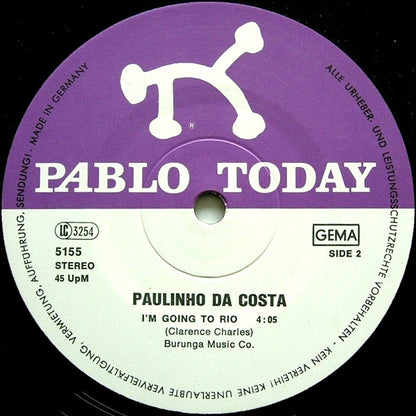 MADE IN GERMANY
ALLE URHEBER- UND LEISTUNGSSCHUTZRECHTE VORBEHALTEN - KEIN VERLEIH! KEINE UNERLAUBTE VERVIELFÄLTIGUNG, VERMIETUNG, AUFFÜHRUNG, SENDUNG!
®
PABLO TODAY
LC 3254
5155
STEREO
45 UpM
GEMA
SIDE 2
PAULINHO DA COSTA
I'M GOING TO RIO 4:05
(Clarence Charles)
Burunga Music Co.